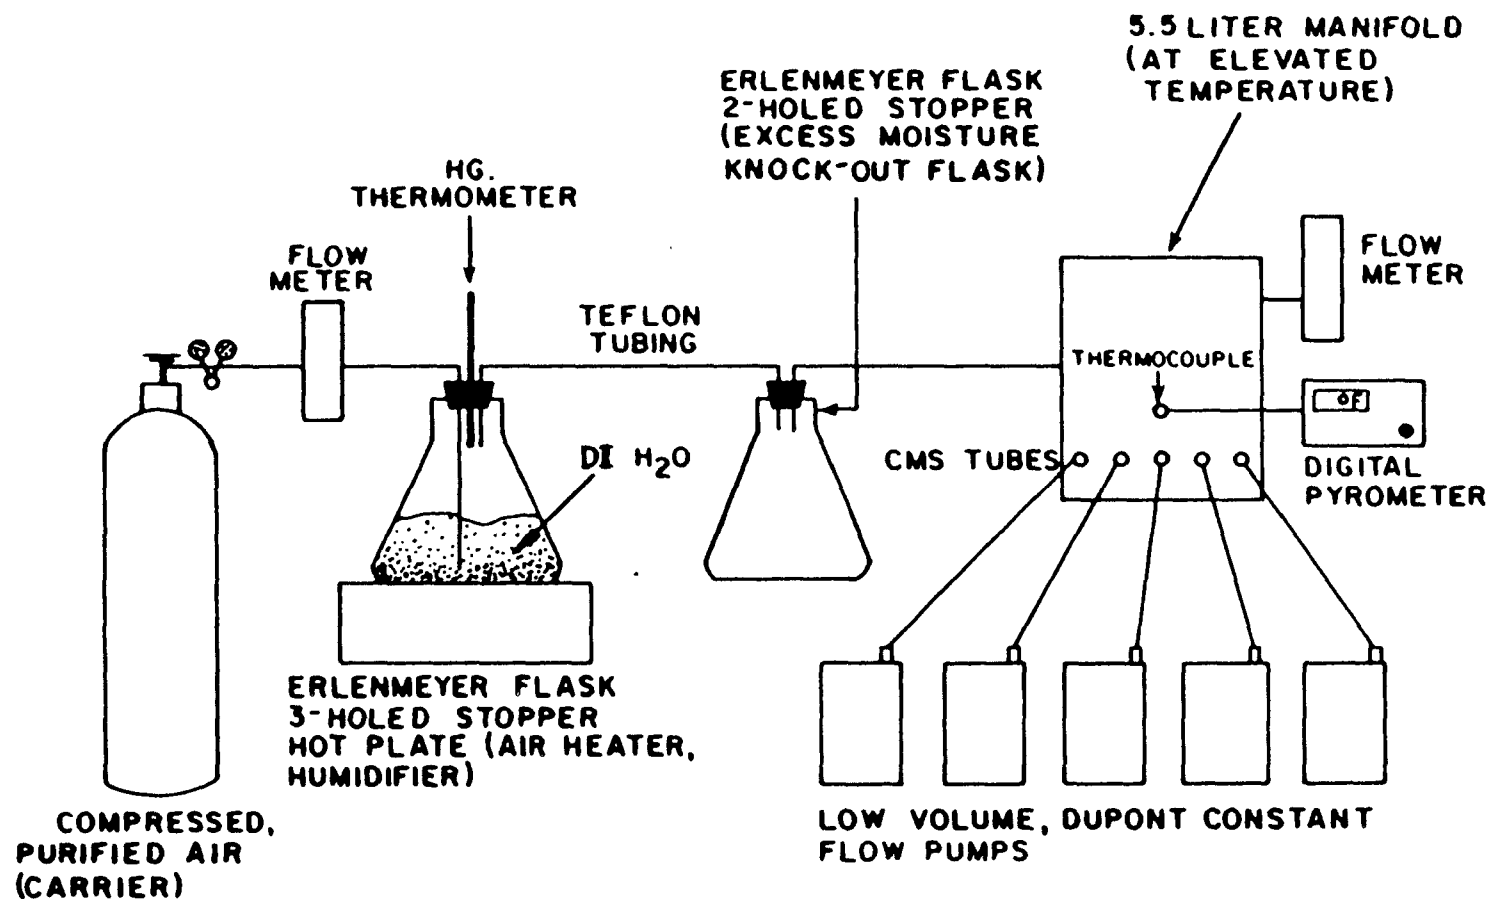 5.5 LITER MANIFOLD
(AT ELEVATED
TEMPERATURE)
ERLENMEYER FLASK
2-HOLED STOPPER
(EXCESS MOISTURE
KNOCK-OUT FLASK)
HG.
THERMOMETER
FLOW
METER
FLOW
METER
TEFLON
TUBING
THERMOCOUPLE
°F
DI H₂O
CMS TUBES
DIGITAL
PYROMETER
ERLENMEYER FLASK
3-HOLED STOPPER
HOT PLATE (AIR HEATER,
HUMIDIFIER)
COMPRESSED,
PURIFIED AIR
(CARRIER)
LOW VOLUME, DUPONT CONSTANT
FLOW PUMPS